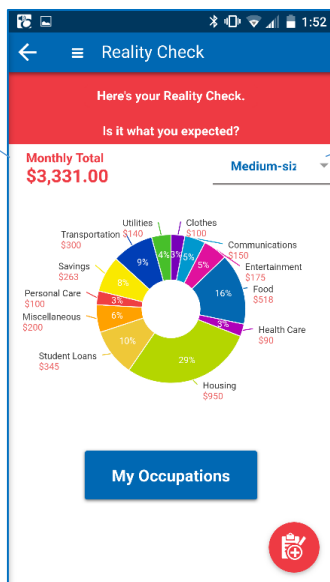 1:52
Reality Check
Here's your Reality Check.
Is it what you expected?
Monthly Total
$3,331.00
Medium-siz
Utilities
$140
Clothes
$100
Transportation
$300
Communications
$150
Savings
$263
Entertainment
$175
Personal Care
$100
Food
$518
Miscellaneous
$200
Health Care
$90
Student Loans
$345
Housing
$950
4%
3%
5%
5%
16%
3%
29%
10%
6%
3%
8%
9%
My Occupations